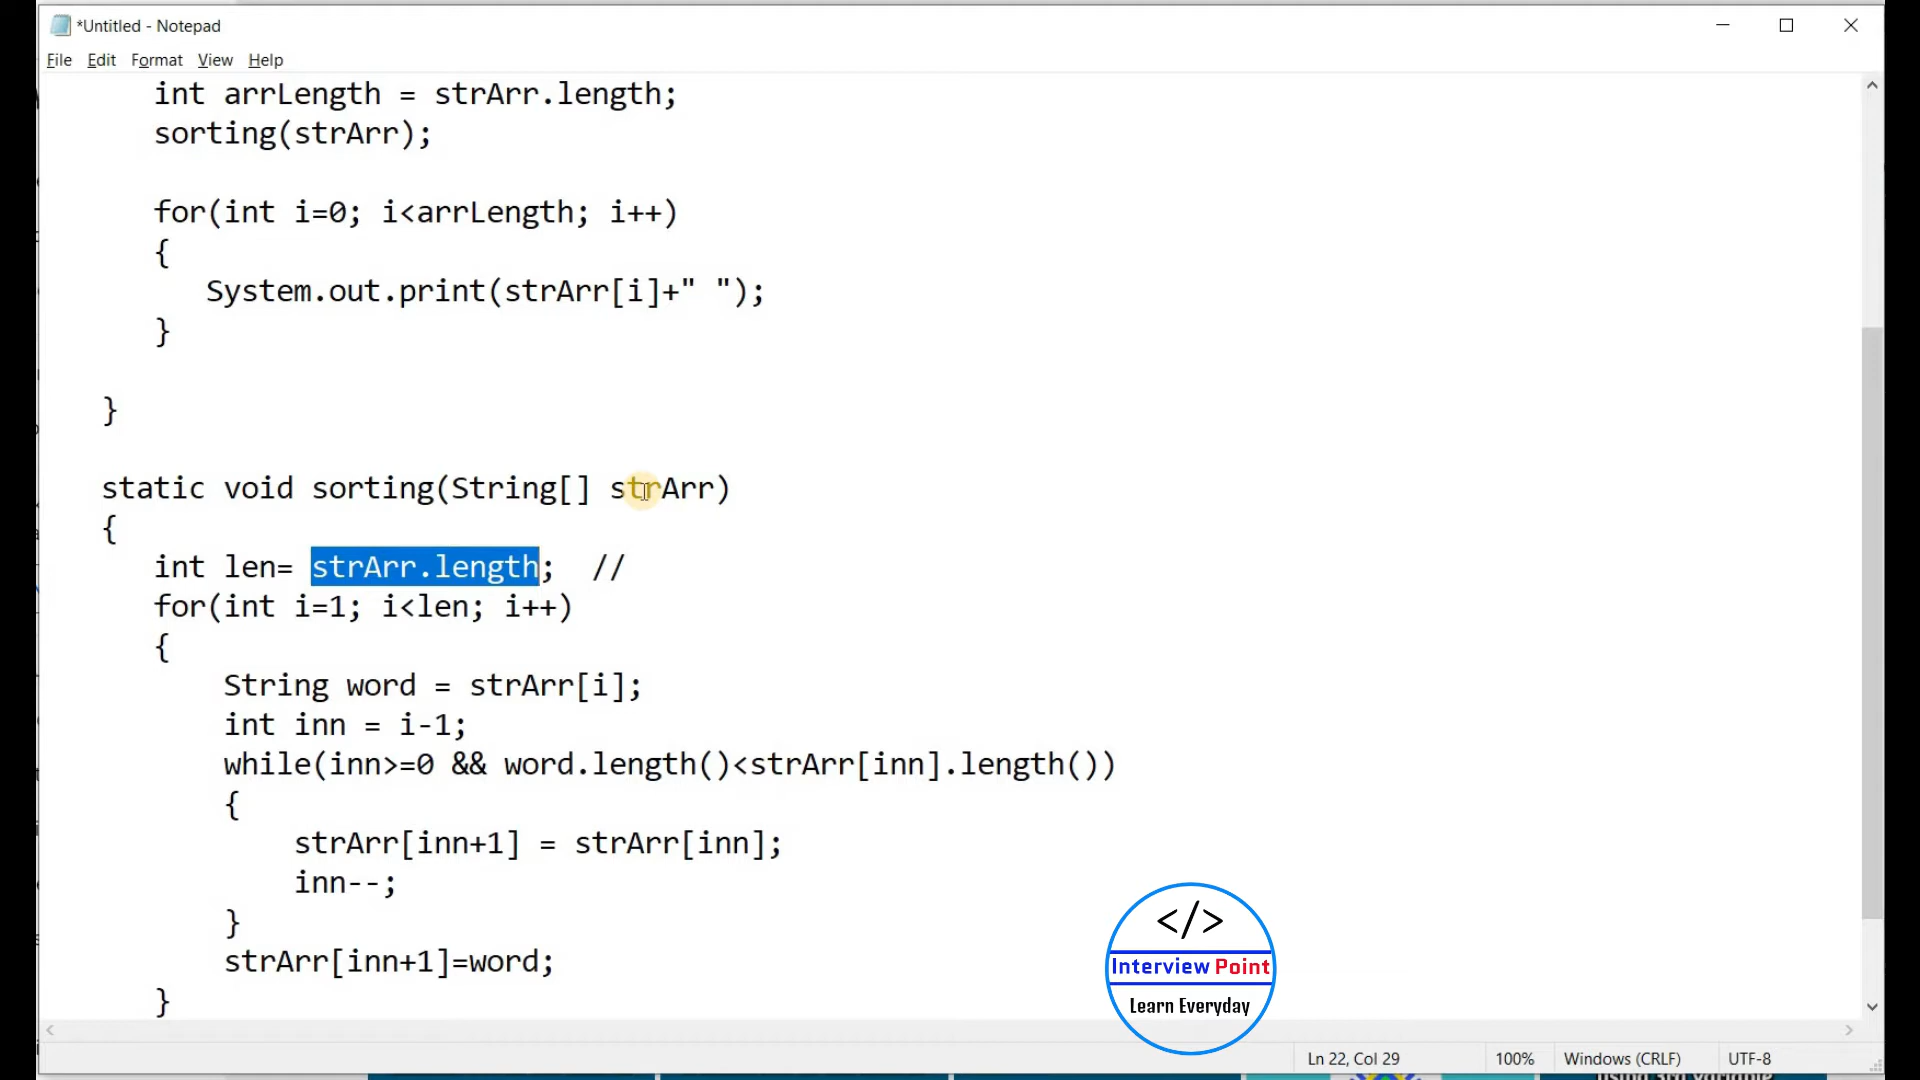 *Untitled - Notepad
File Edit Format View Help
int arrLength = strArr.length;
sorting(strArr);
for(int i=0; i<arrLength; i++)
{
System.out.print(strArr[i]+" ");
}
}
static void sorting(String[] strArr)
{
int len= strArr.length; //
for(int i=1; i<len; i++)
{
String word = strArr[i];
int inn = i-1;
while(inn>=0 && word.length()<strArr[inn].length())
{
strArr[inn+1] = strArr[inn];
inn--;
}
strArr[inn+1]=word;
}
</>
Interview Point
Learn Everyday
Ln 22, Col 29 100% Windows (CRLF) UTF-8